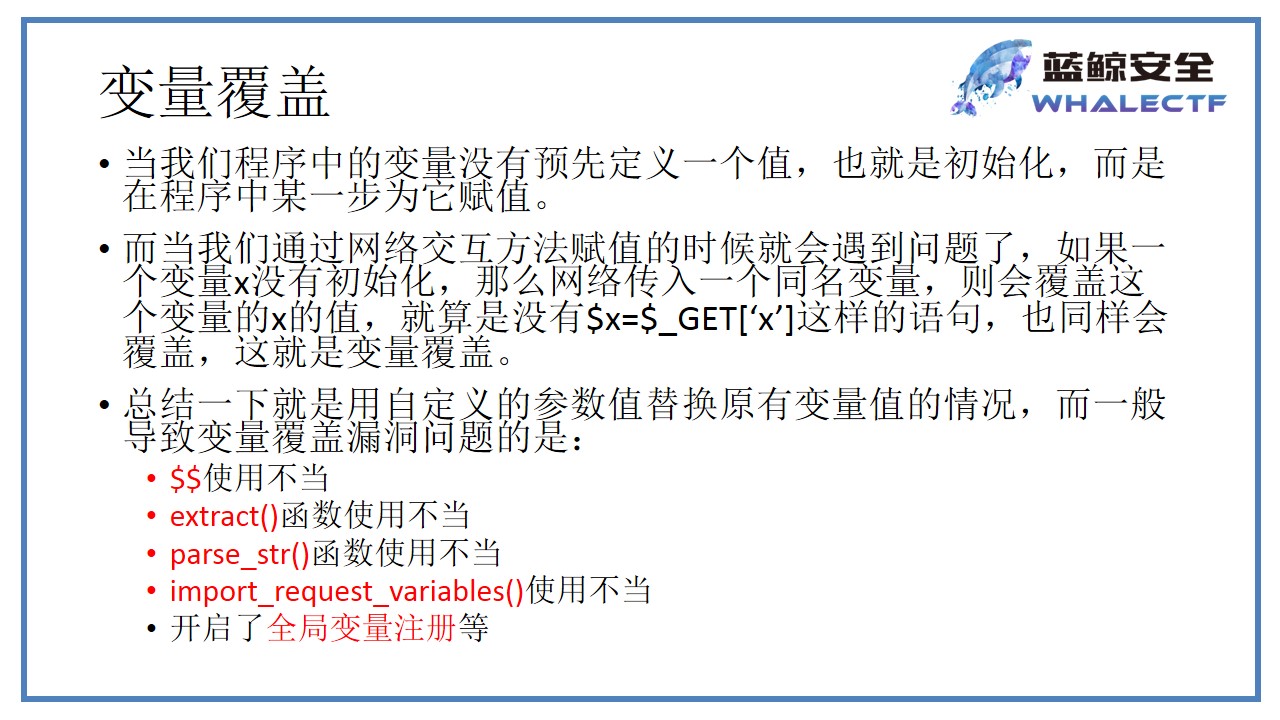 蓝鲸安全
WHALECTF
变量覆盖
• 当我们程序中的变量没有预先定义一个值，也就是初始化，而是
在程序中某一步为它赋值。
• 而当我们通过网络交互方法赋值的时候就会遇到问题了，如果一
个变量x没有初始化，那么网络传入一个同名变量，则会覆盖这
个变量的x的值，就算是没有$x=$_GET[‘x’]这样的语句，也同样会
覆盖，这就是变量覆盖。
• 总结一下就是用自定义的参数值替换原有变量值的情况，而一般
导致变量覆盖漏洞问题的是：
• $$使用不当
• extract()函数使用不当
• parse_str()函数使用不当
• import_request_variables()使用不当
• 开启了全局变量注册等